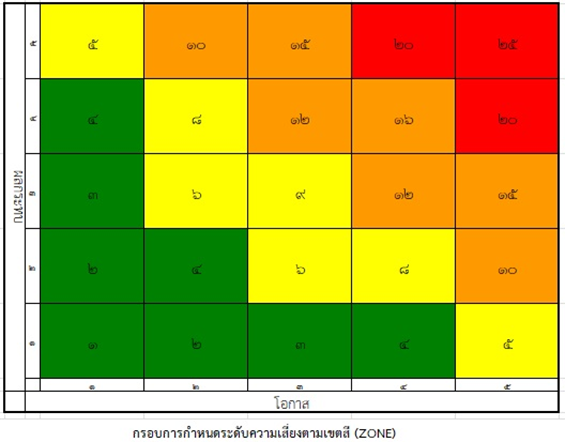 ๕ ๕ ๑๐ ๑๕ ๒๐ ๒๕
๔ ๔ ๘ ๑๒ ๑๖ ๒๐
ผลกระทบ ๓ ๓ ๖ ๙ ๑๒ ๑๕
๒ ๒ ๔ ๖ ๘ ๑๐
๑ ๑ ๒ ๓ ๔ ๕
๑ ๒ ๓ ๔ ๕
โอกาส
กรอบการกำหนดระดับความเสี่ยงตามเขตสี (ZONE)